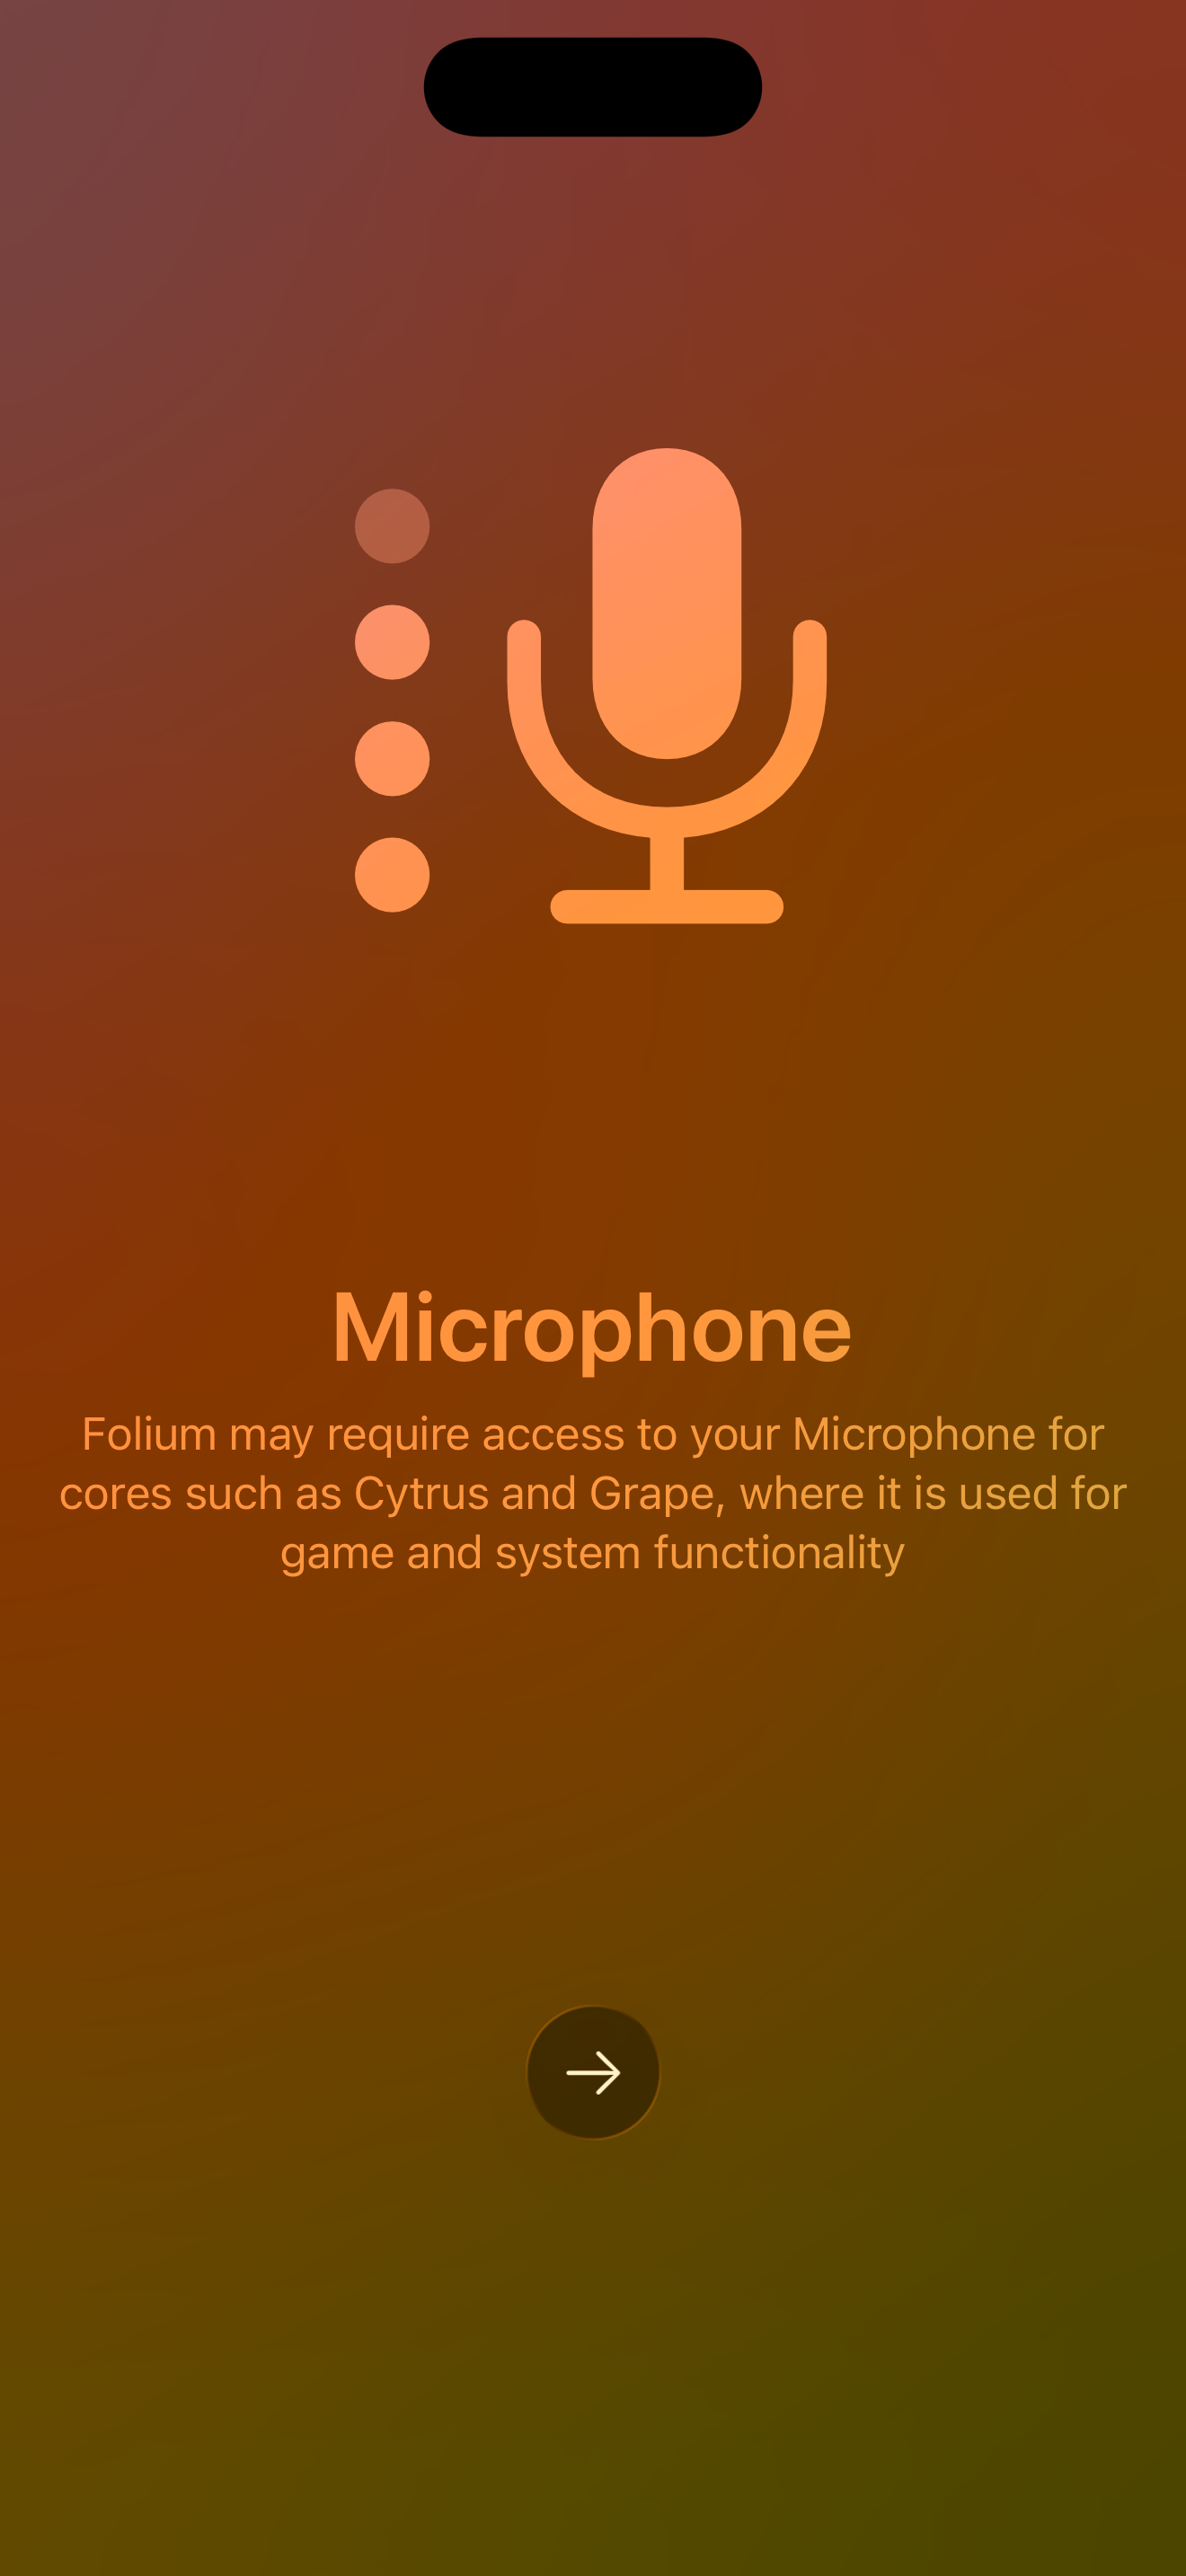 Microphone
Folium may require access to your Microphone for
cores such as Cytrus and Grape, where it is used for
game and system functionality